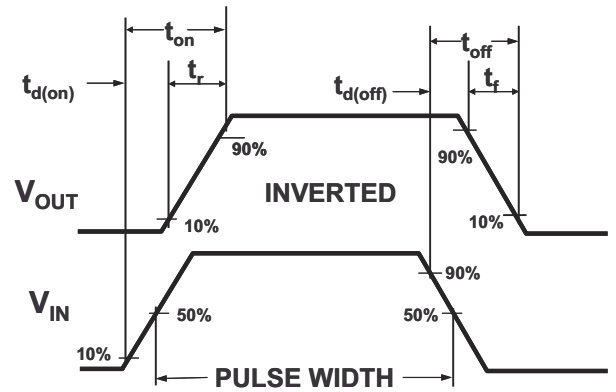 t_on
t_off
t_d(on)
t_r
t_d(off)
t_f
90%
90%
V_OUT
INVERTED
10%
10%
90%
V_IN
50%
50%
10%
PULSE WIDTH